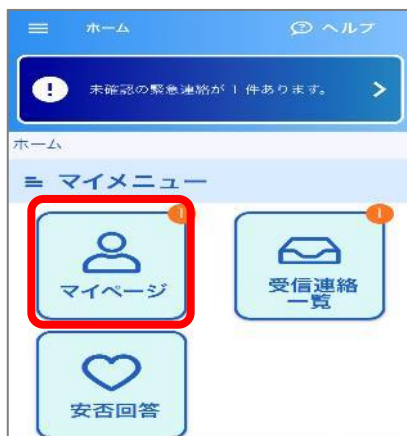 ホーム
ヘルプ
未確認の緊急連絡が 1 件あります。
ホーム
マイメニュー
1
マイページ
1
受信連絡
一覧
安否回答